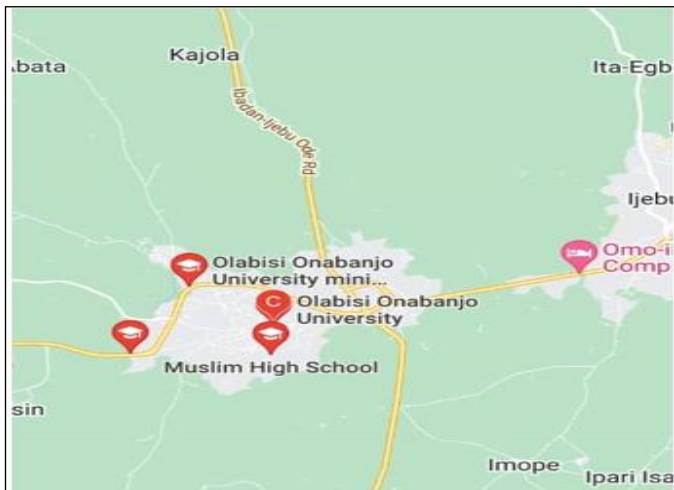 Kajola
Abata
Ita-Egb
Ibadan-Ijebu Ode Rd
Ijebu
Olabisi Onabanjo
University mini...
Omo-i
Comp
C
Olabisi Onabanjo
University
Muslim High School
sin
Imope
Ipari Isa